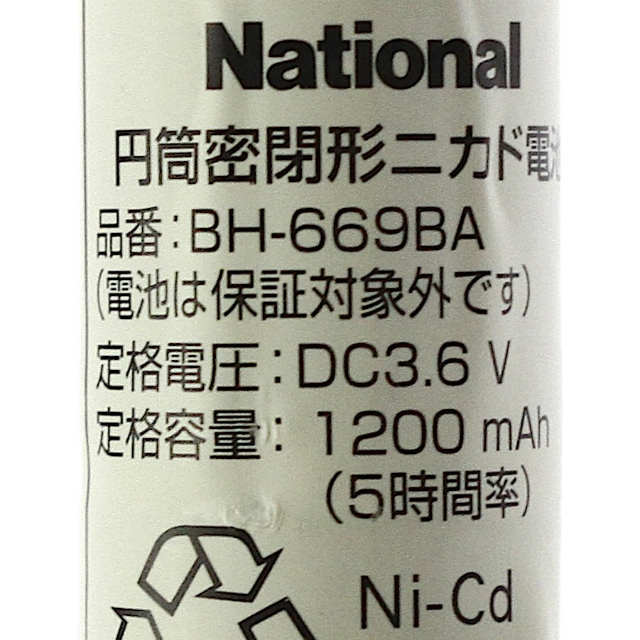 National
円筒密閉形ニカド電池
品番:BH-669BA
(電池は保証対象外です)
定格電圧:DC3.6 V
定格容量: 1200 mAh
(5時間率)
Ni-Cd